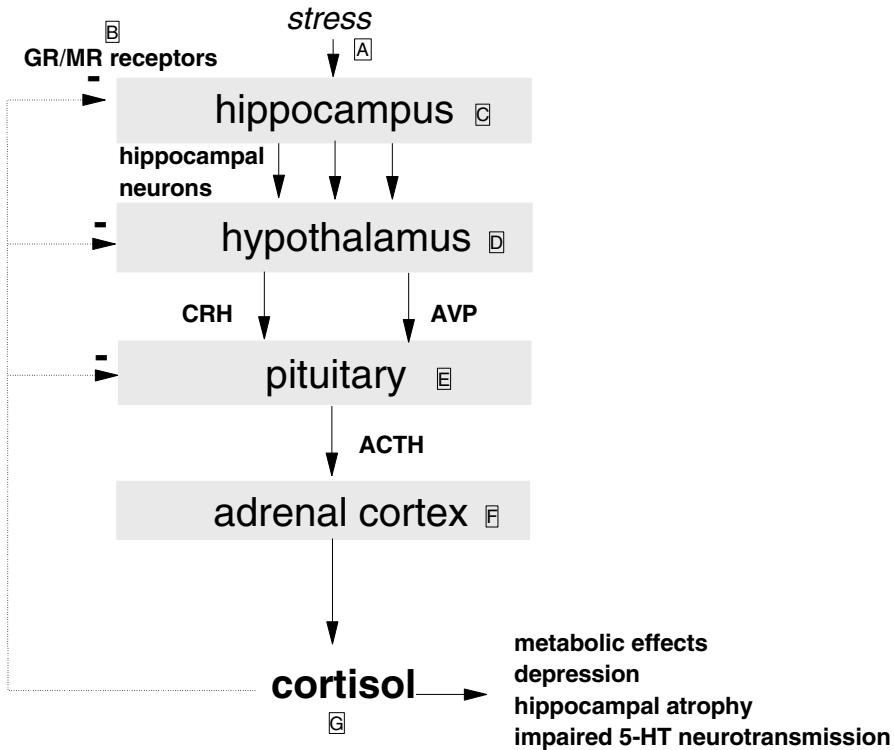 stress
A
B
GR/MR receptors
-
hippocampus C
hippocampal
neurons
-
hypothalamus D
CRH
AVP
-
pituitary E
ACTH
adrenal cortex F
cortisol
G
metabolic effects
depression
hippocampal atrophy
impaired 5-HT neurotransmission